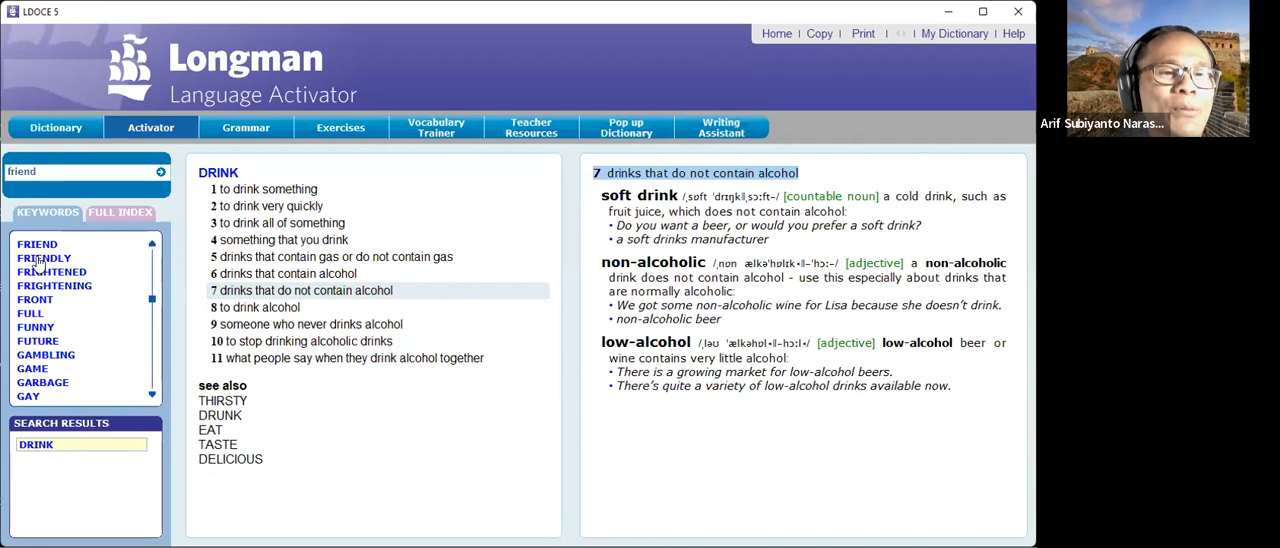 LDOCE 5
Home | Copy | Print | | My Dictionary | Help
Longman
Language Activator
Dictionary
Activator
Grammar
Exercises
Vocabulary
Trainer
Teacher
Resources
Pop up
Dictionary
Writing
Assistant
friend
KEYWORDS
FULL INDEX
FRIEND
FRIENDLY
FRIGHTENED
FRIGHTENING
FRONT
FULL
FUNNY
FUTURE
GAMBLING
GAME
GARBAGE
GAY
SEARCH RESULTS
DRINK
DRINK
1 to drink something
2 to drink very quickly
3 to drink all of something
4 something that you drink
5 drinks that contain gas or do not contain gas
6 drinks that contain alcohol
7 drinks that do not contain alcohol
8 to drink alcohol
9 someone who never drinks alcohol
10 to stop drinking alcoholic drinks
11 what people say when they drink alcohol together
see also
THIRSTY
DRUNK
EAT
TASTE
DELICIOUS
7 drinks that do not contain alcohol
soft drink /ˌsɒft ˈdrɪŋkǁˌsɔːft-/ [countable noun] a cold drink, such as
fruit juice, which does not contain alcohol:
• Do you want a beer, or would you prefer a soft drink?
• a soft drinks manufacturer
non-alcoholic /ˌnɒn ælkəˈhɒlɪk◂ǁ-ˈhɔː-/ [adjective] a non-alcoholic
drink does not contain alcohol - use this especially about drinks that
are normally alcoholic:
• We got some non-alcoholic wine for Lisa because she doesn't drink.
• non-alcoholic beer
low-alcohol /ˌləʊ ˈælkəhɒl◂ǁ-hɔːl◂/ [adjective] low-alcohol beer or
wine contains very little alcohol:
• There is a growing market for low-alcohol beers.
• There's quite a variety of low-alcohol drinks available now.
Arif Subiyanto Naras...